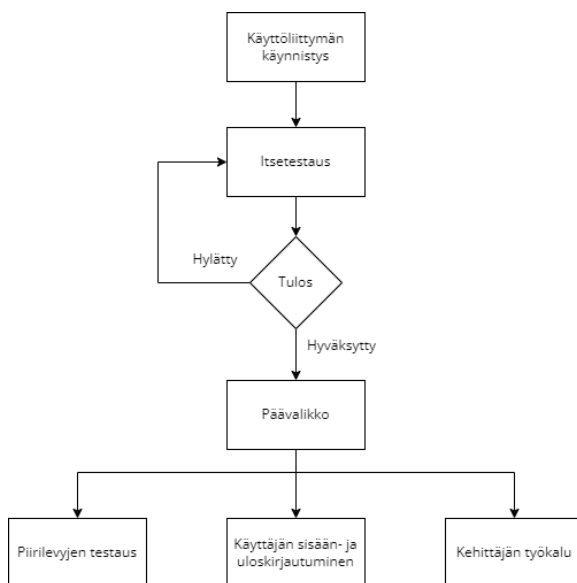 Käyttöliittymän
käynnistys
Itsetestaus
Hylätty
Tulos
Hyväksytty
Päävalikko
Piirilevyjen testaus
Käyttäjän sisään- ja
uloskirjautuminen
Kehittäjän työkalu